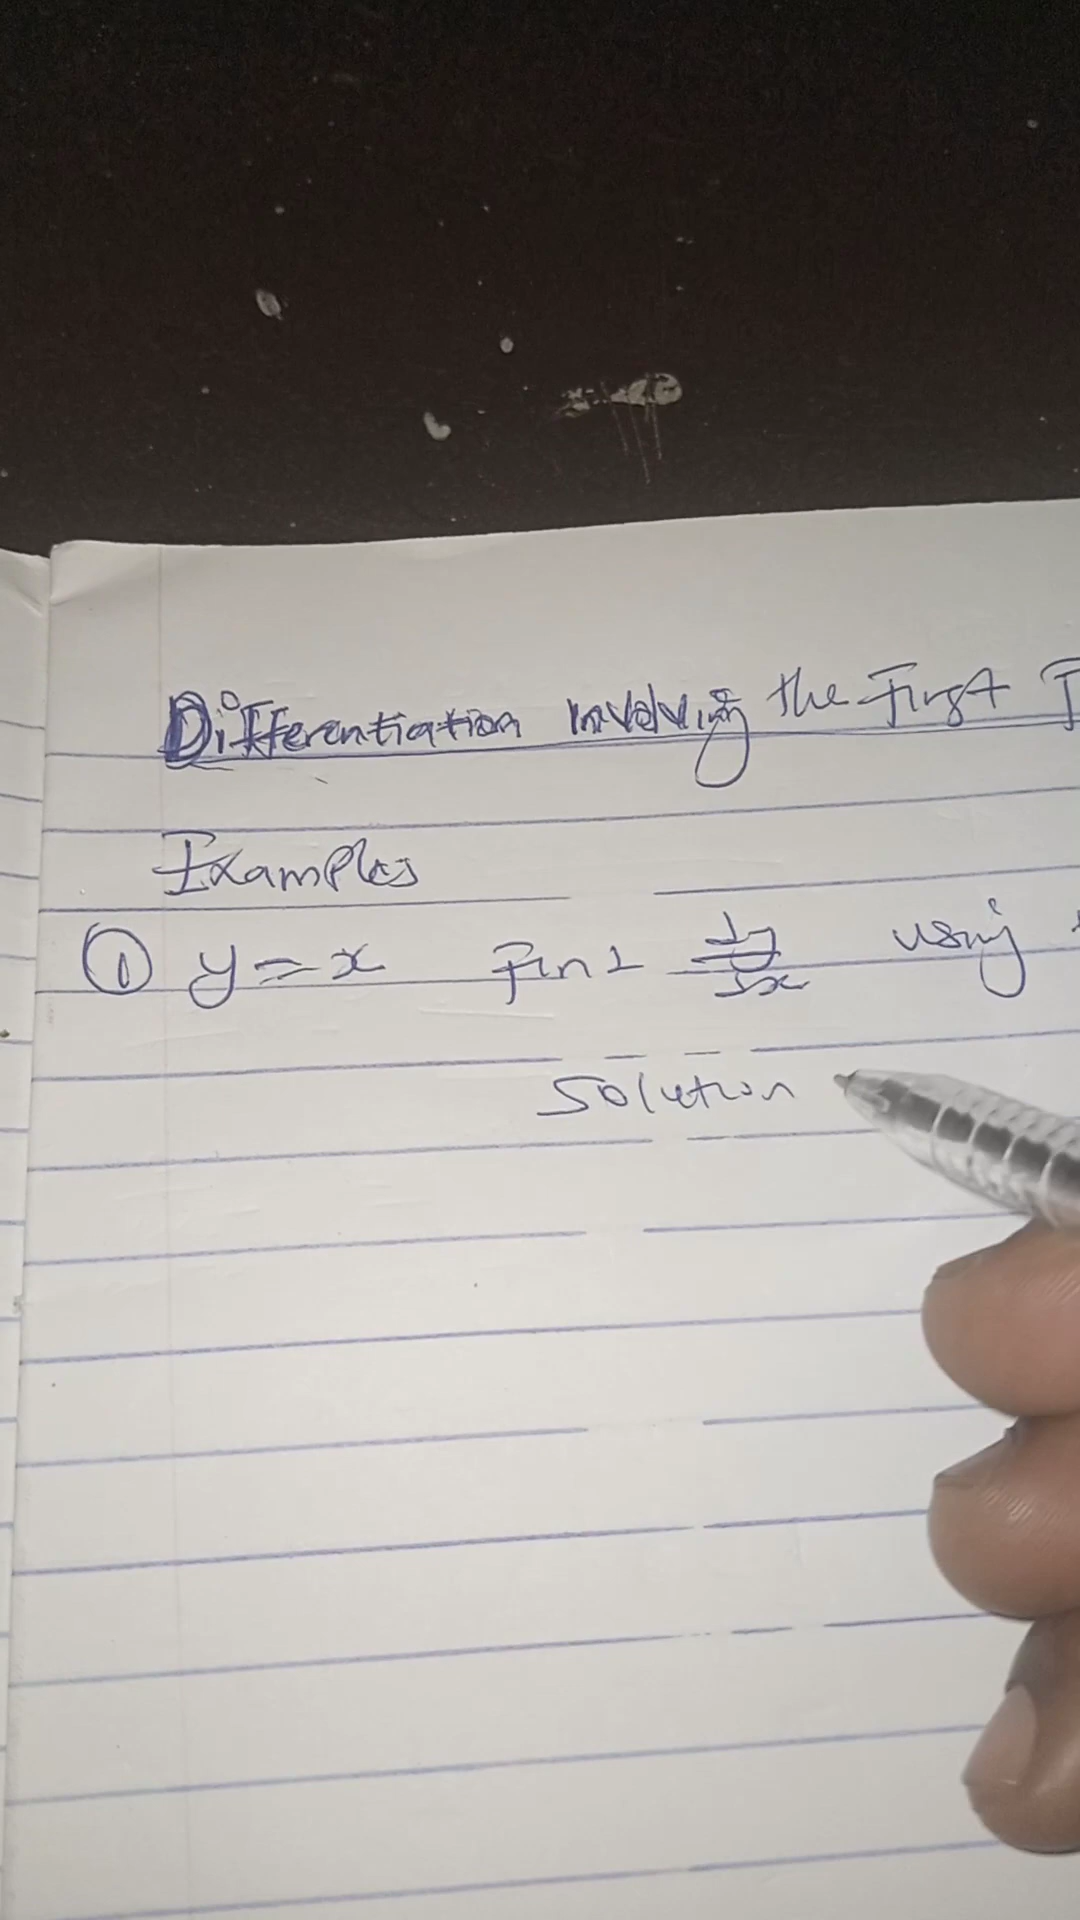 Differentiation involving the First
Examples
① y = x Find dy/dx using
Solution